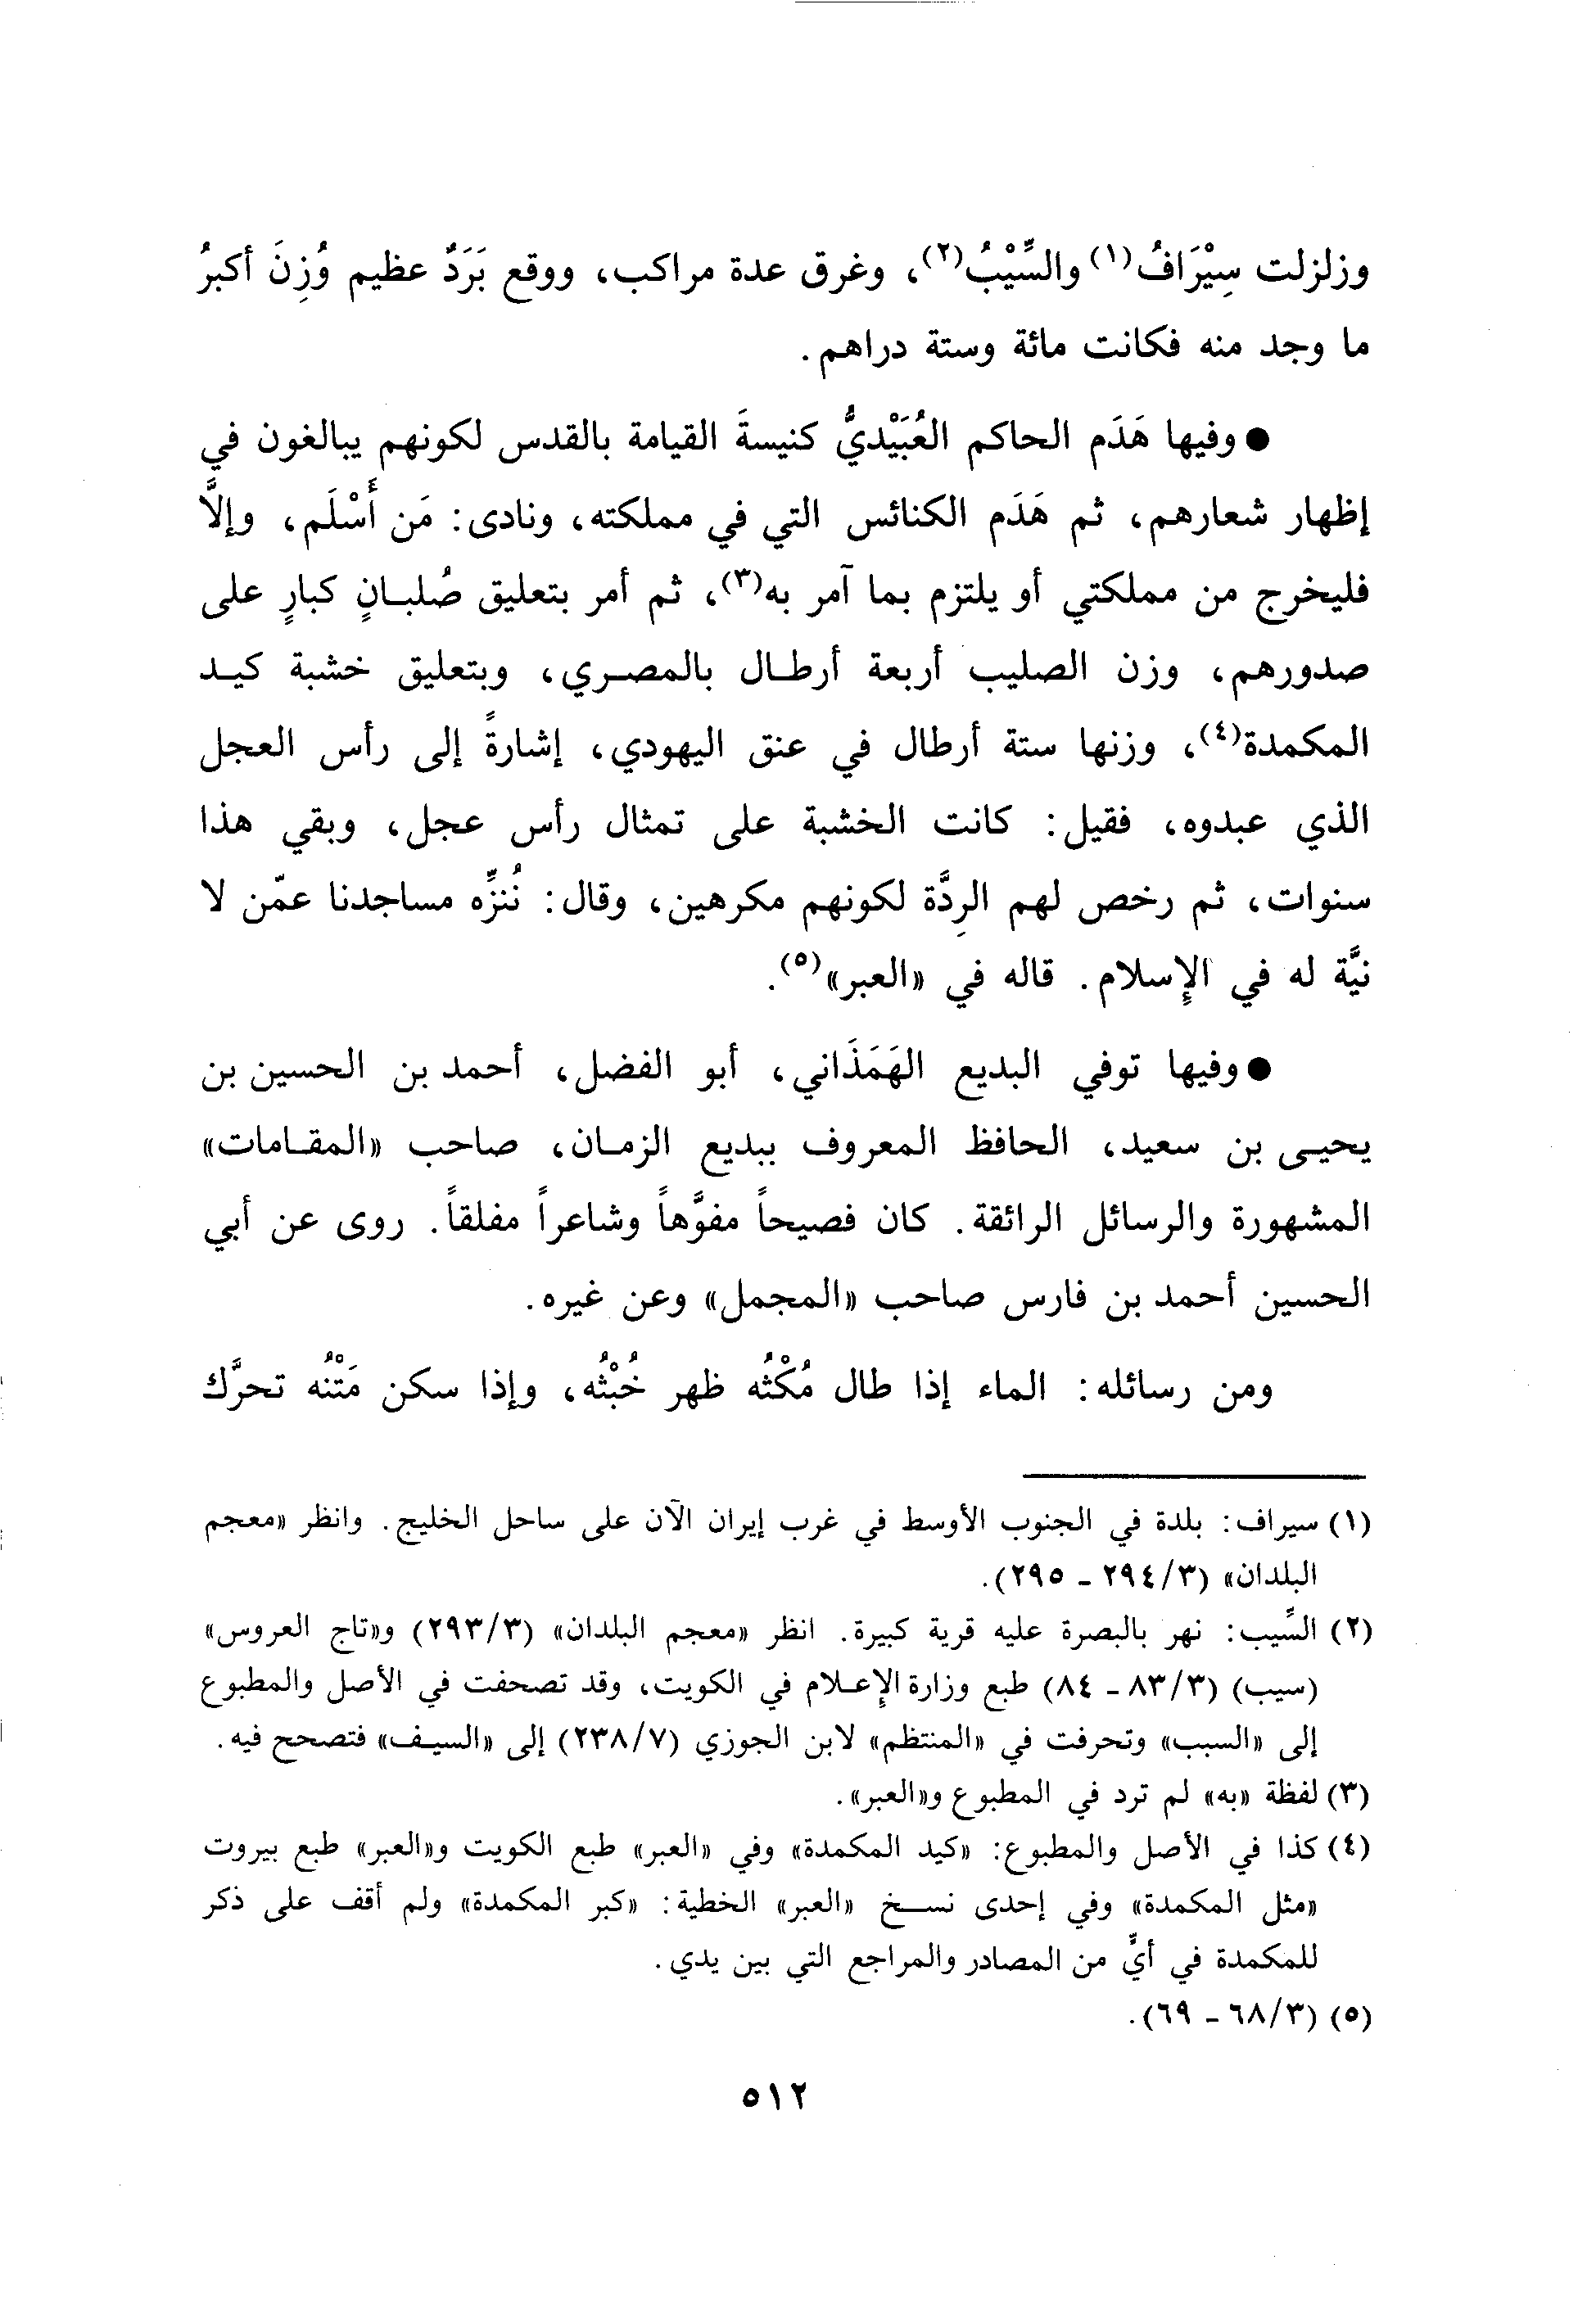 وزلزلت سِيْرَافُ(١) والسِّيْبُ(٢)، وغرق عدة مراكب، ووقع بَرَدٌ عظيم وُزِنَ أكبرُ
ما وجد منه فكانت مائة وستة دراهم.
● وفيها هَدَم الحاكم العُبَيْديُّ كنيسةَ القيامة بالقدس لكونهم يبالغون في
إظهار شعارهم، ثم هَدَم الكنائس التي في مملكته، ونادى: مَن أَسْلَم، وإلاَّ
فليخرج من مملكتي أو يلتزم بما آمر به(٣)، ثم أمر بتعليق صُلبـانٍ كبارٍ على
صدورهم، وزن الصليب أربعة أرطـال بالمصـري، وبتعليق خشبة كيـد
المكمدة(٤)، وزنها ستة أرطال في عنق اليهودي، إشارةً إلى رأس العجل
الذي عبدوه، فقيل: كانت الخشبة على تمثال رأس عجل، وبقي هذا
سنوات، ثم رخص لهم الرِدَّة لكونهم مكرهين، وقال: نُنزِّه مساجدنا عمّن لا
نيَّة له في الإِسلام. قاله في «العبر»(٥).
● وفيها توفي البديع الهَمَذَاني، أبو الفضل، أحمد بن الحسين بن
يحيـى بن سعيد، الحافظ المعروف ببديع الزمـان، صاحب «المقـامات»
المشهورة والرسائل الرائقة. كان فصيحاً مفوَّهاً وشاعراً مفلقاً. روى عن أبي
الحسين أحمد بن فارس صاحب «المجمل» وعن غيره.
ومن رسائله: الماء إذا طال مُكْثُه ظهر خُبْثُه، وإذا سكن مَتْنُه تحرَّك
(١) سيراف: بلدة في الجنوب الأوسط في غرب إيران الآن على ساحل الخليج. وانظر «معجم
البلدان» (٣/ ٢٩٤ - ٢٩٥).
(٢) السِّيب: نهر بالبصرة عليه قرية كبيرة. انظر «معجم البلدان» (٣/ ٢٩٣) و«تاج العروس»
(سيب) (٣/ ٨٣ - ٨٤) طبع وزارة الإعـلام في الكويت، وقد تصحفت في الأصل والمطبوع
إلى «السبب» وتحرفت في «المنتظم» لابن الجوزي (٧/ ٢٣٨) إلى «السيـف» فتصحح فيه.
(٣) لفظة «به» لم ترد في المطبوع و«العبر».
(٤) كذا في الأصل والمطبوع: «كيد المكمدة» وفي «العبر» طبع الكويت و«العبر» طبع بيروت
«مثل المكمدة» وفي إحدى نسـخ «العبر» الخطية: «كبر المكمدة» ولم أقف على ذكر
للمكمدة في أيٍّ من المصادر والمراجع التي بين يدي.
(٥) (٣/ ٦٨ - ٦٩).
٥١٢